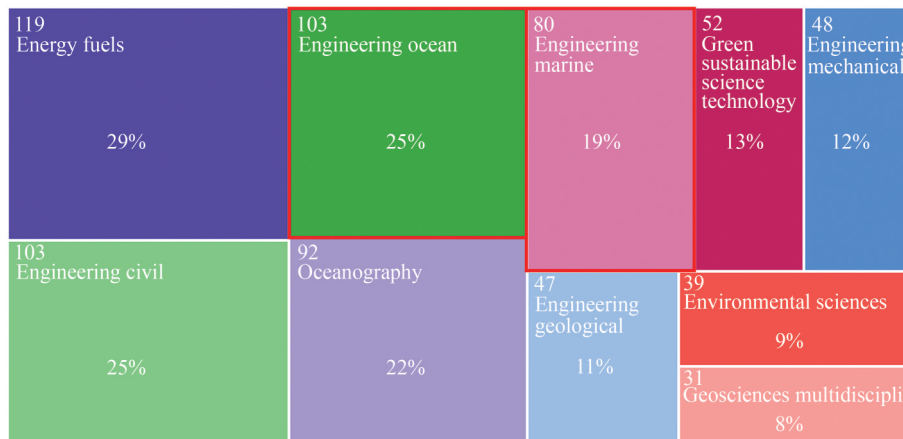 119
Energy fuels
29%
103
Engineering ocean
25%
80
Engineering
marine
19%
52
Green
sustainable
science
technology
13%
48
Engineering
mechanical
12%
103
Engineering civil
25%
92
Oceanography
22%
47
Engineering
geological
11%
39
Environmental sciences
9%
31
Geosciences multidiscipli
8%